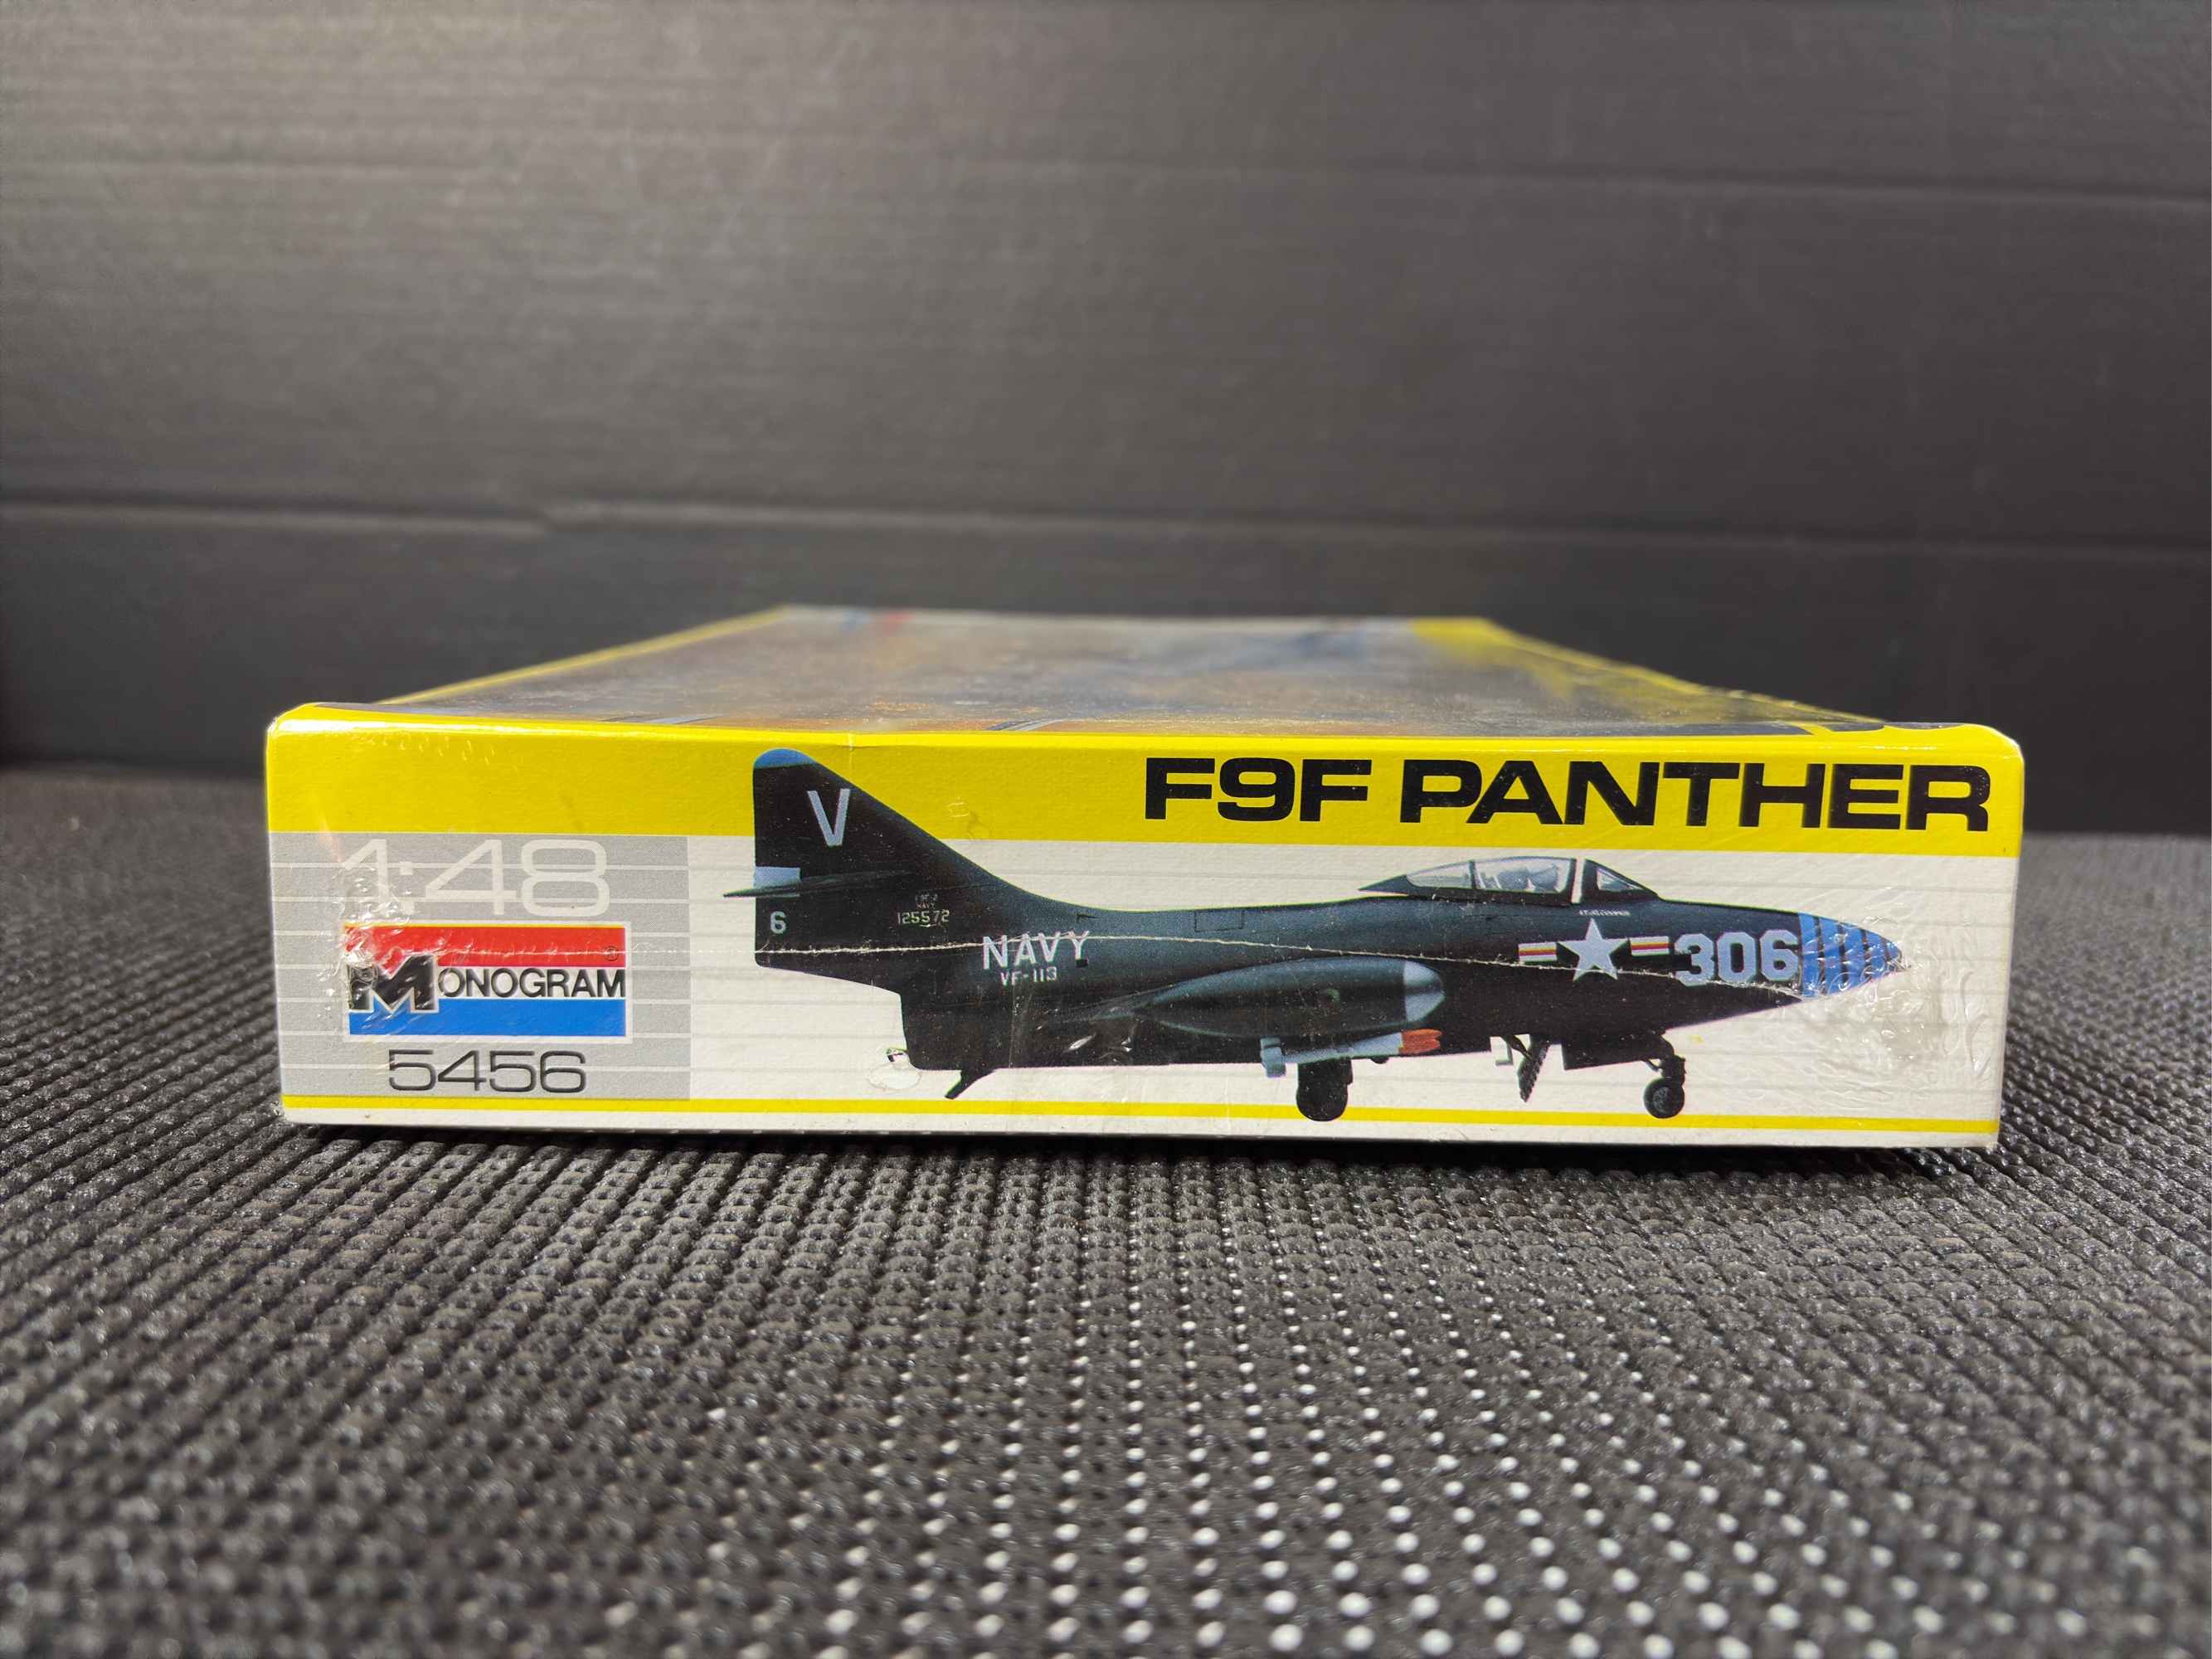 F9F PANTHER
1:48
MONOGRAM
®
5456
V
6
125572
NAVY
VF-113
306